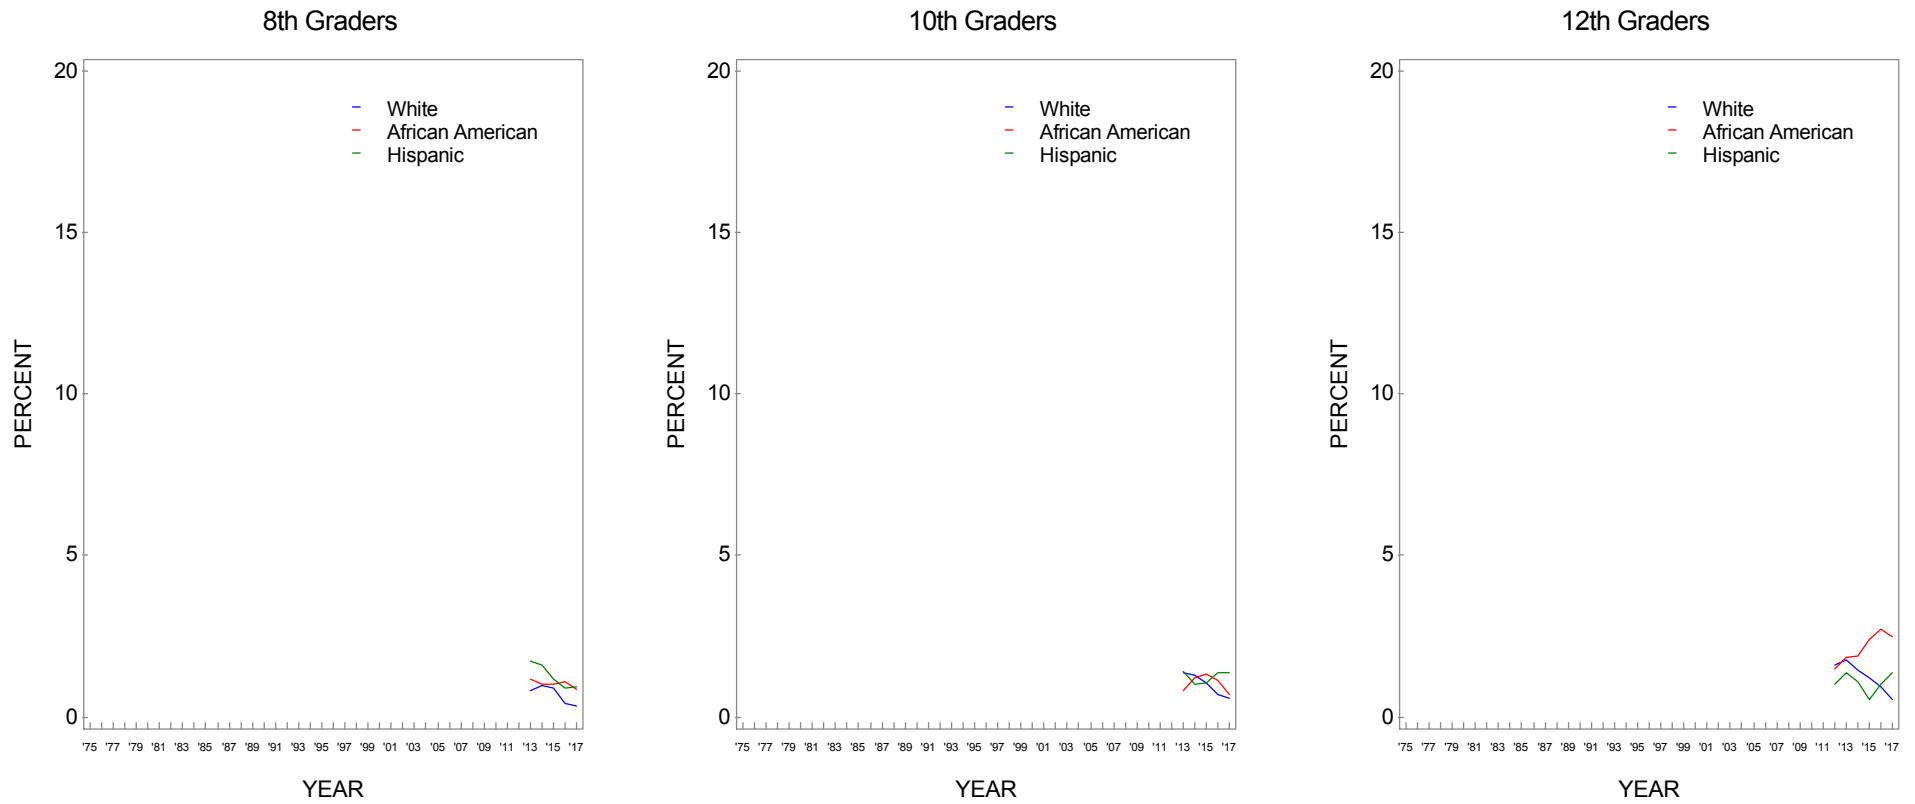 8th Graders
20
15
10
5
0
PERCENT
White
African American
Hispanic
'75 '77 '79 '81 '83 '85 '87 '89 '91 '93 '95 '97 '99 '01 '03 '05 '07 '09 '11 '13 '15 '17
YEAR
10th Graders
20
15
10
5
0
PERCENT
White
African American
Hispanic
'75 '77 '79 '81 '83 '85 '87 '89 '91 '93 '95 '97 '99 '01 '03 '05 '07 '09 '11 '13 '15 '17
YEAR
12th Graders
20
15
10
5
0
PERCENT
White
African American
Hispanic
'75 '77 '79 '81 '83 '85 '87 '89 '91 '93 '95 '97 '99 '01 '03 '05 '07 '09 '11 '13 '15 '17
YEAR